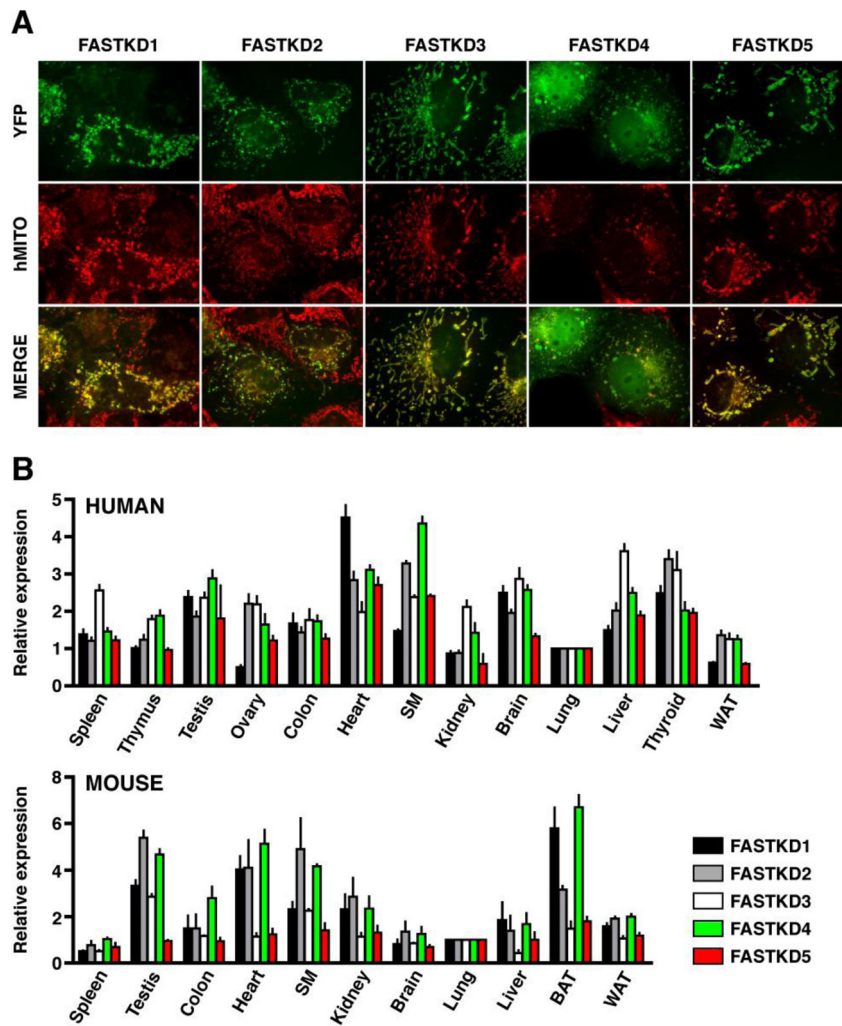 A
FASTKD1 FASTKD2 FASTKD3 FASTKD4 FASTKD5
YFP
hMITO
MERGE
B
HUMAN
Relative expression
5
4
3
2
1
0
Spleen Thymus Testis Ovary Colon Heart SM Kidney Brain Lung Liver Thyroid WAT
MOUSE
Relative expression
8
6
4
2
0
Spleen Testis Colon Heart SM Kidney Brain Lung Liver BAT WAT
FASTKD1
FASTKD2
FASTKD3
FASTKD4
FASTKD5